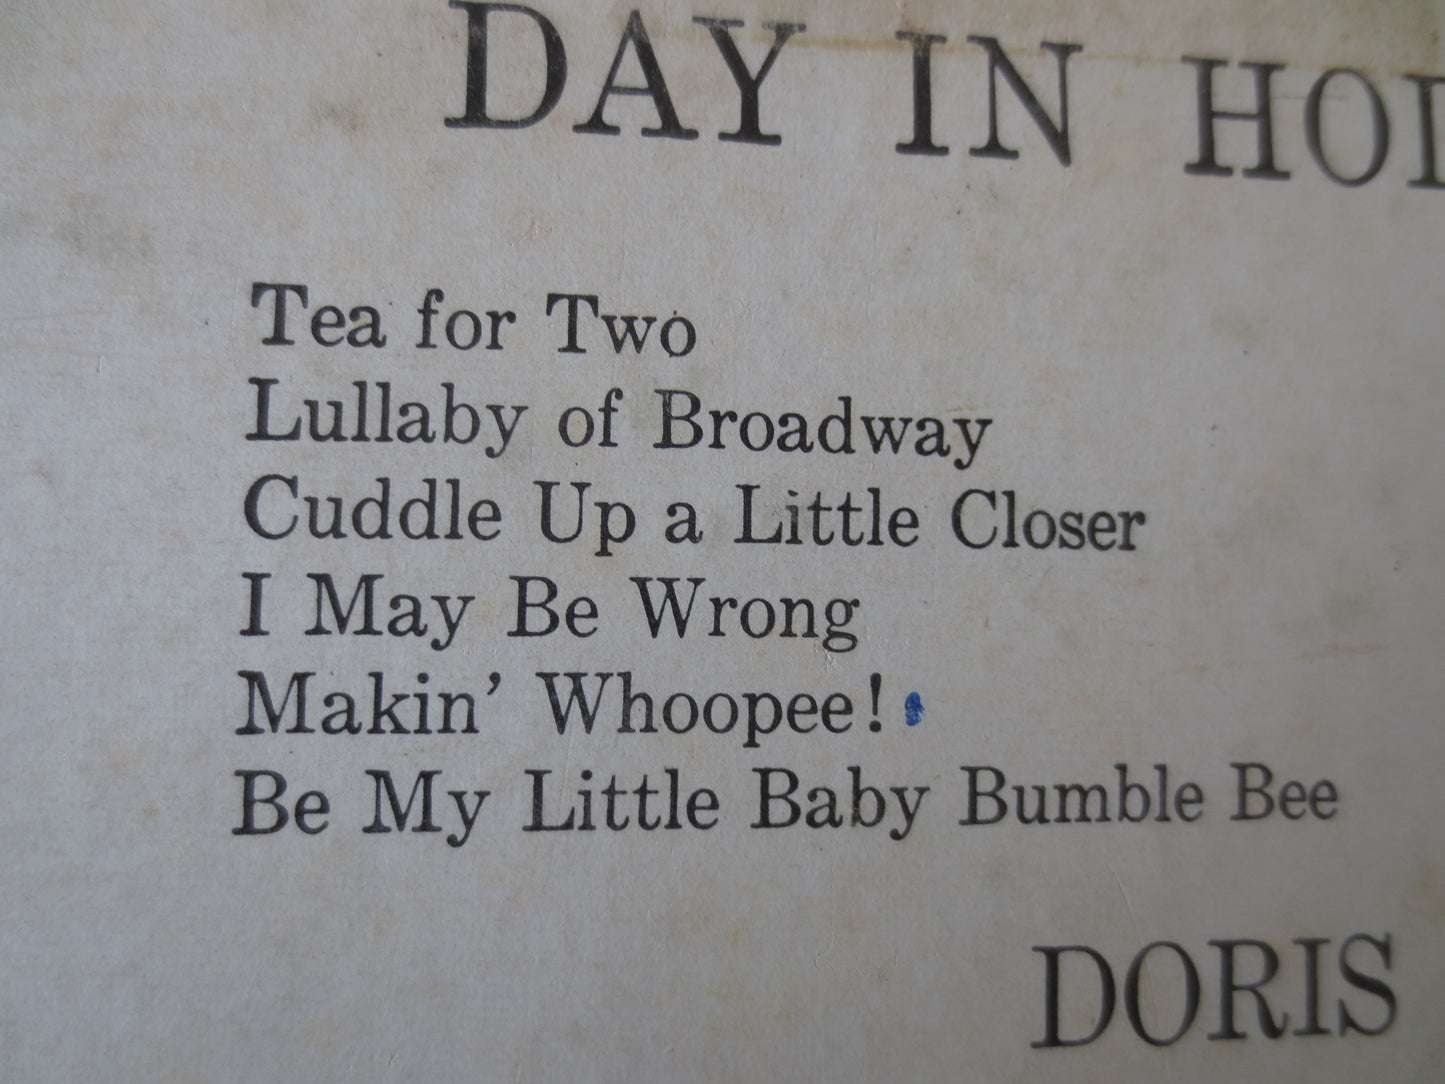 DAY IN HOL
Tea for Two
Lullaby of Broadway
Cuddle Up a Little Closer
I May Be Wrong
Makin’ Whoopee!
Be My Little Baby Bumble Bee
DORIS